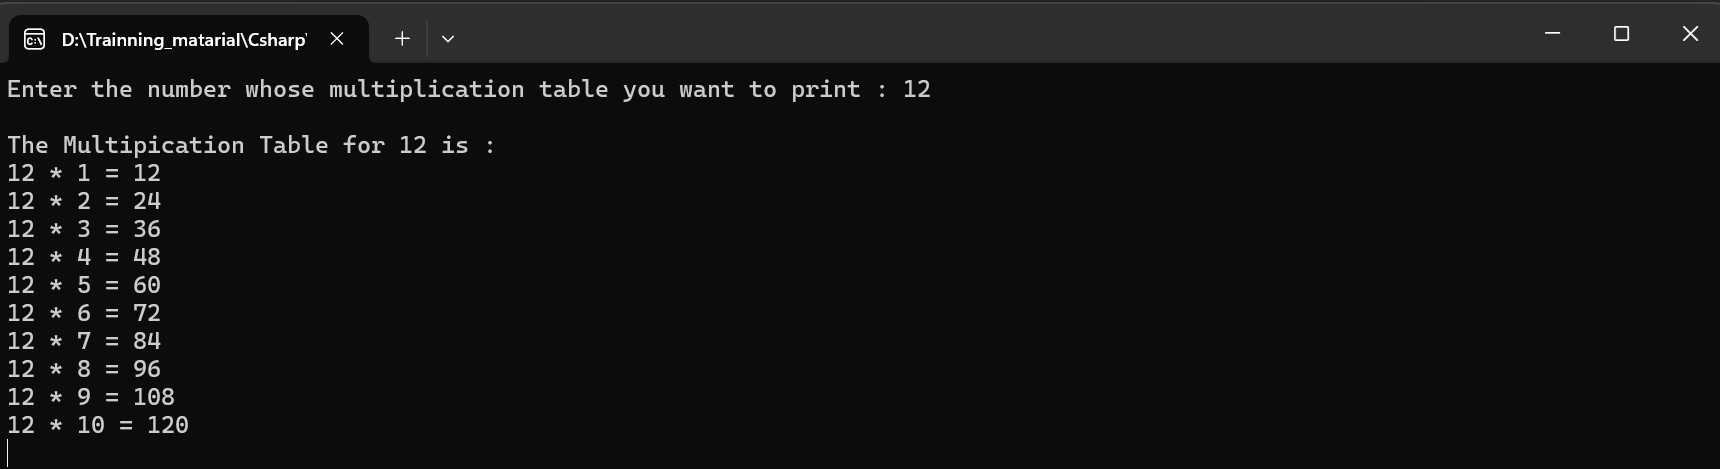 D:\Trainning_matarial\Csharp'
Enter the number whose multiplication table you want to print : 12
The Multipication Table for 12 is :
12 * 1 = 12
12 * 2 = 24
12 * 3 = 36
12 * 4 = 48
12 * 5 = 60
12 * 6 = 72
12 * 7 = 84
12 * 8 = 96
12 * 9 = 108
12 * 10 = 120